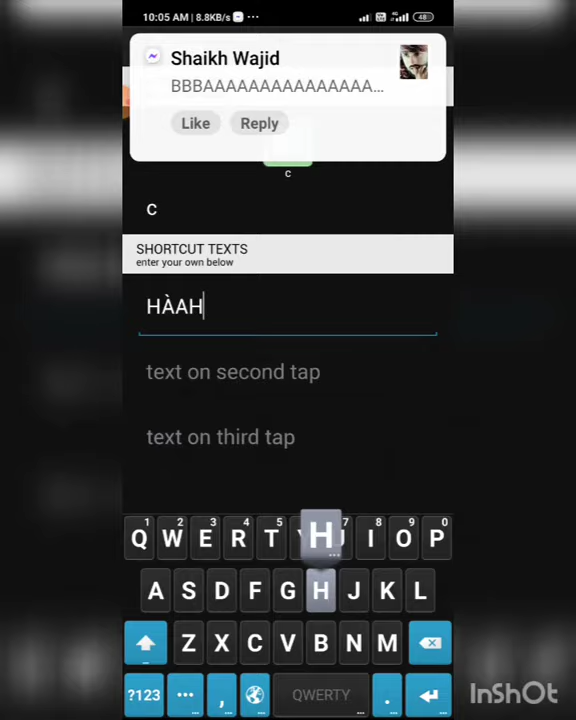 10:05 AM | 8.8KB/s ...
48
Shaikh Wajid
BBBAAAAAAAAAAAAAAA...
Like Reply
c
C
SHORTCUT TEXTS
enter your own below
HÀAH
text on second tap
text on third tap
1 2 3 4 5 7 8 9 0
Q W E R T H I O P
A S D F G H J K L
Z X C V B N M
?123 ... , QWERTY .
InShOt